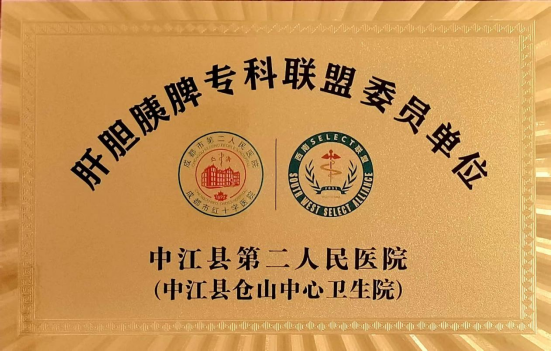 肝胆胰脾专科联盟委员单位
成都市第二人民医院
成都市红十字医院
西南SELECT联盟
SOUTH WEST SELECT ALLIANCE
中江县第二人民医院
(中江县仓山中心卫生院)